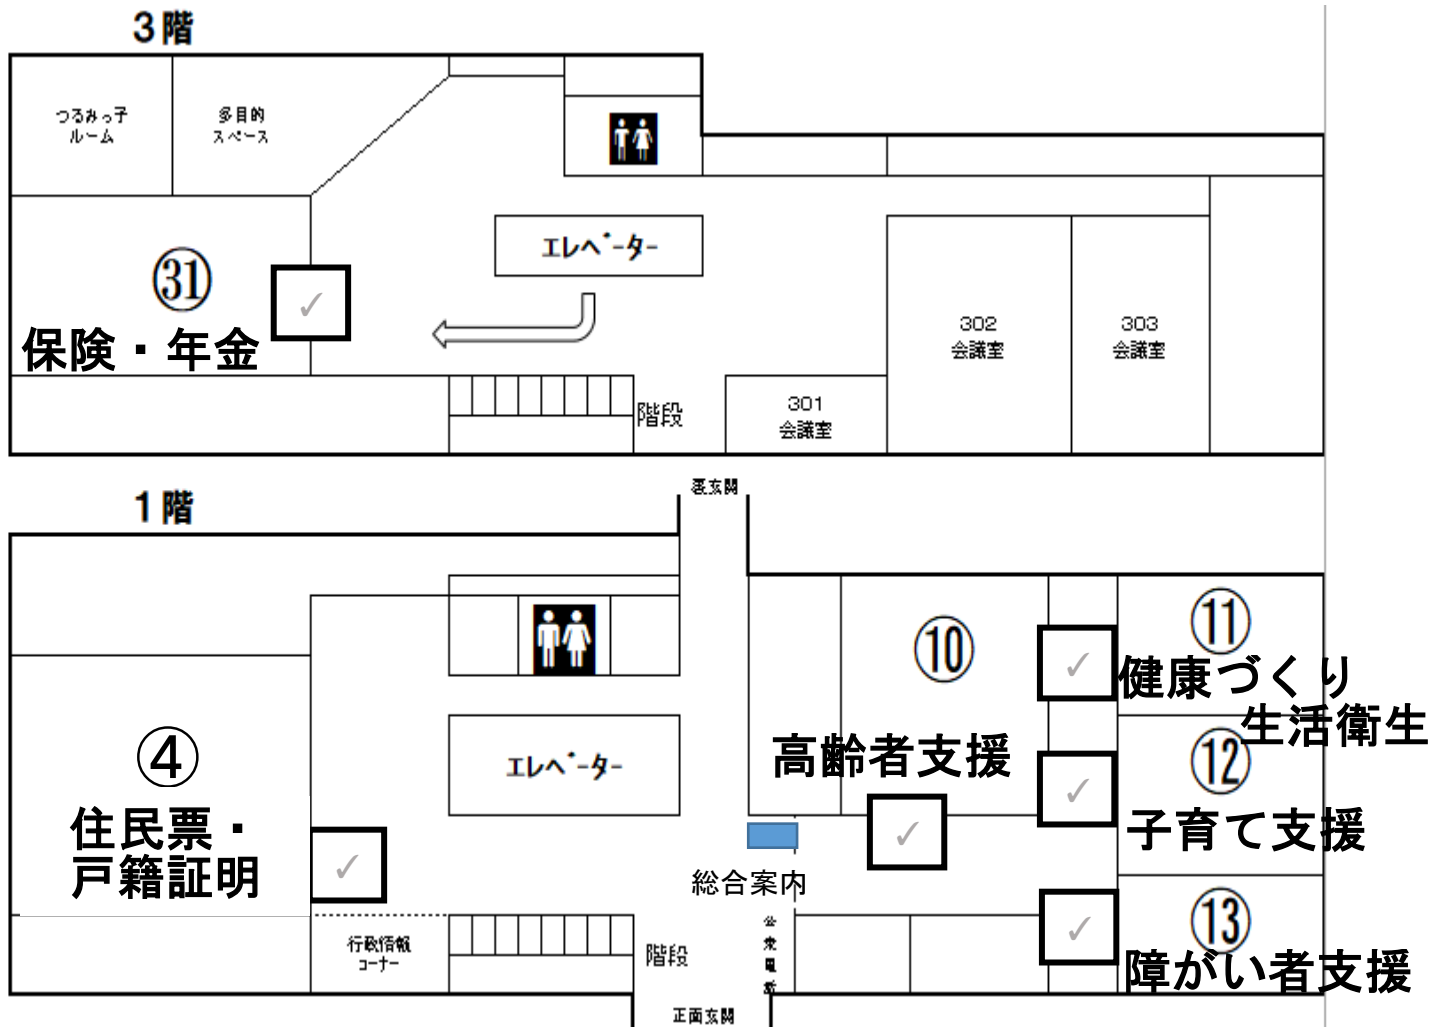 3階
つるみっ子
ルーム
多目的
スペース
エレベーター
㉛
保険・年金
302
会議室
303
会議室
301
会議室
階段
裏玄関
1階
⑩
⑪
健康づくり
生活衛生
④
住民票・
戸籍証明
エレベーター
高齢者支援
⑫
子育て支援
総合案内
行政情報
コーナー
階段
公衆電話
⑬
障がい者支援
正面玄関